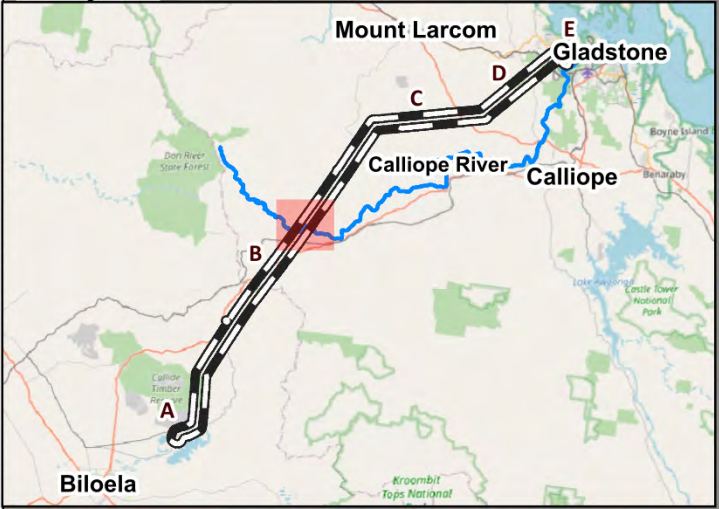 E
Mount Larcom
Gladstone
D
C
Boyne Island
Don River
State Forest
Calliope River
Calliope
Benaraby
B
Lake Awoonga
Castle Tower
National
Park
Callide
Timber
Reserve
A
Biloela
Kroombit
Tops National